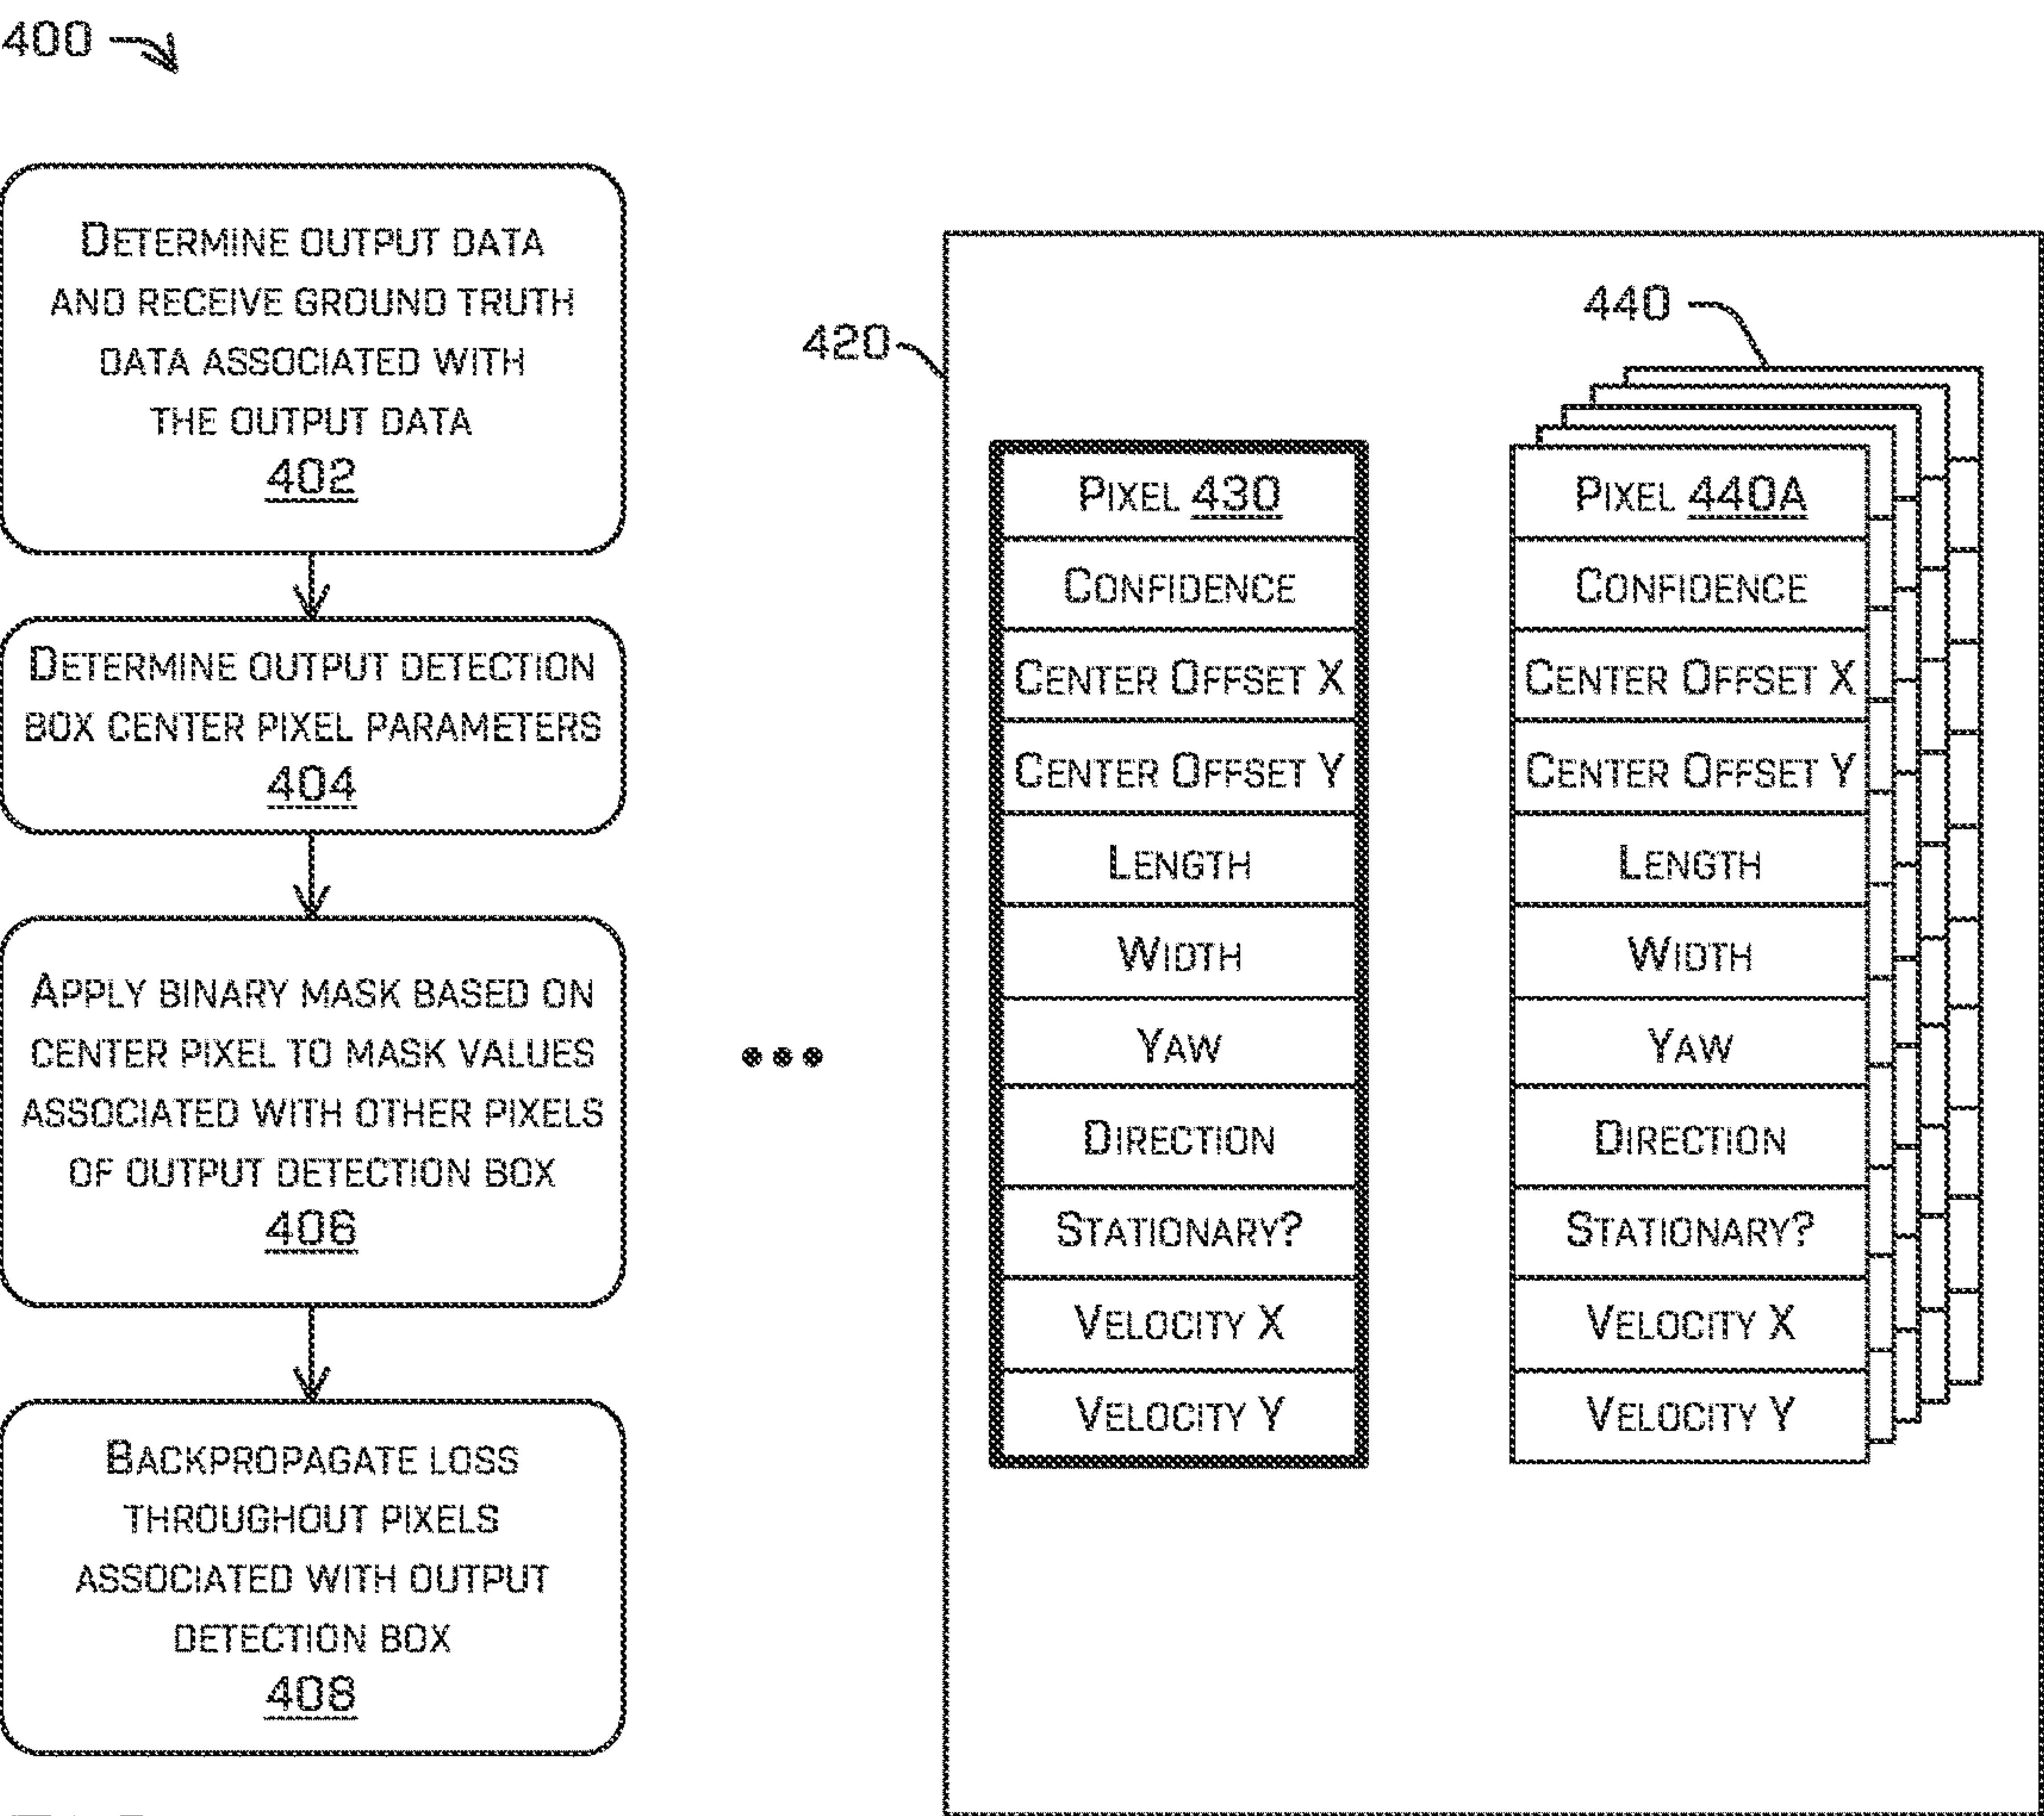 400
DETERMINE OUTPUT DATA
AND RECEIVE GROUND TRUTH
DATA ASSOCIATED WITH
THE OUTPUT DATA
402
DETERMINE OUTPUT DETECTION
BOX CENTER PIXEL PARAMETERS
404
APPLY BINARY MASK BASED ON
CENTER PIXEL TO MASK VALUES
ASSOCIATED WITH OTHER PIXELS
OF OUTPUT DETECTION BOX
406
BACKPROPAGATE LOSS
THROUGHOUT PIXELS
ASSOCIATED WITH OUTPUT
DETECTION BOX
408
420
440
PIXEL 430
CONFIDENCE
CENTER OFFSET X
CENTER OFFSET Y
LENGTH
WIDTH
YAW
DIRECTION
STATIONARY?
VELOCITY X
VELOCITY Y
PIXEL 440A
CONFIDENCE
CENTER OFFSET X
CENTER OFFSET Y
LENGTH
WIDTH
YAW
DIRECTION
STATIONARY?
VELOCITY X
VELOCITY Y